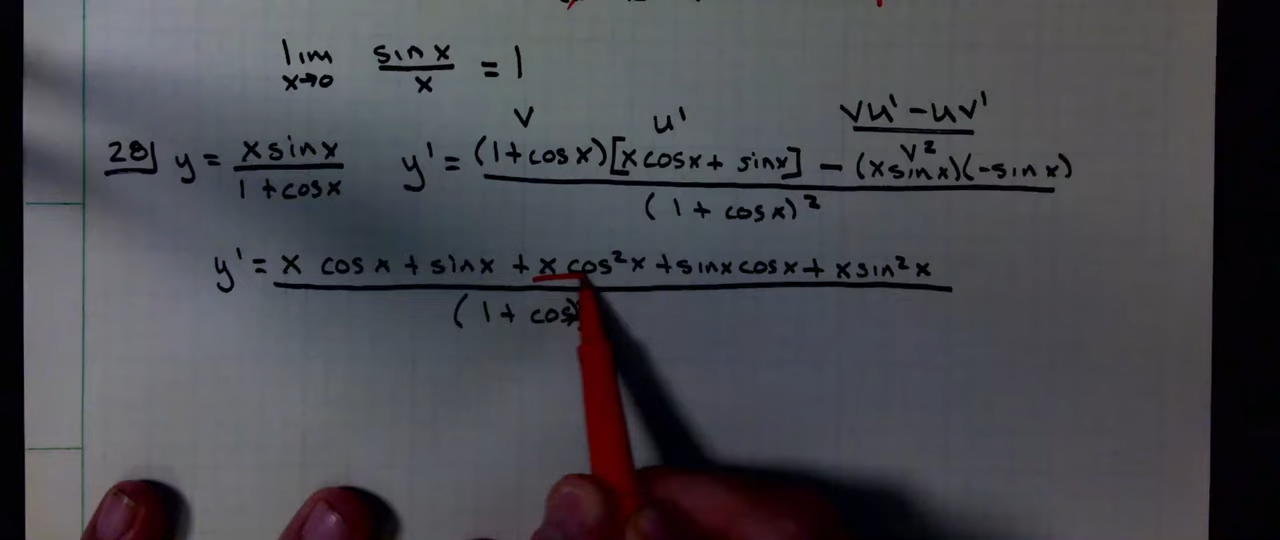 lim sin x / x = 1
x→0
v u' vu' - uv' / v²
28] y = x sin x / 1 + cos x y' = (1 + cos x)[x cos x + sin x] - (x sin x)(-sin x) / (1 + cos x)²
y' = x cos x + sin x + x cos² x + sin x cos x + x sin² x / (1 + cos